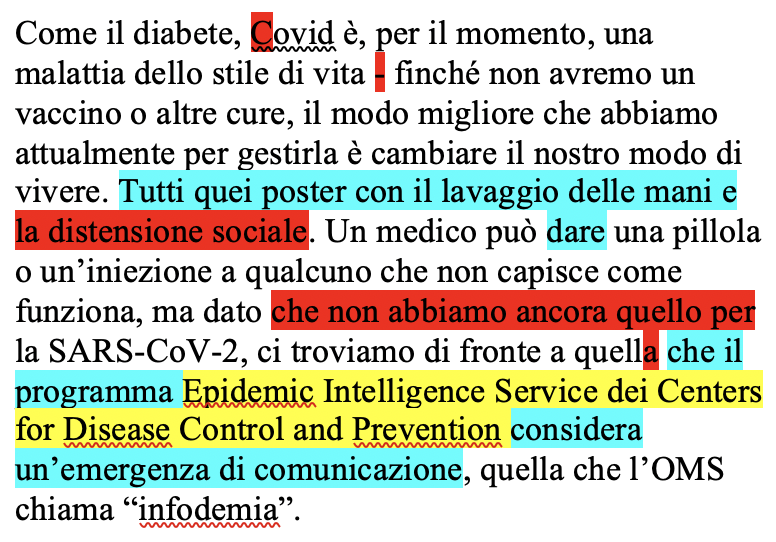 Come il diabete, Covid è, per il momento, una
malattia dello stile di vita - finché non avremo un
vaccino o altre cure, il modo migliore che abbiamo
attualmente per gestirla è cambiare il nostro modo di
vivere. Tutti quei poster con il lavaggio delle mani e
la distensione sociale. Un medico può dare una pillola
o un’iniezione a qualcuno che non capisce come
funziona, ma dato che non abbiamo ancora quello per
la SARS-CoV-2, ci troviamo di fronte a quella che il
programma Epidemic Intelligence Service dei Centers
for Disease Control and Prevention considera
un’emergenza di comunicazione, quella che l’OMS
chiama “infodemia”.